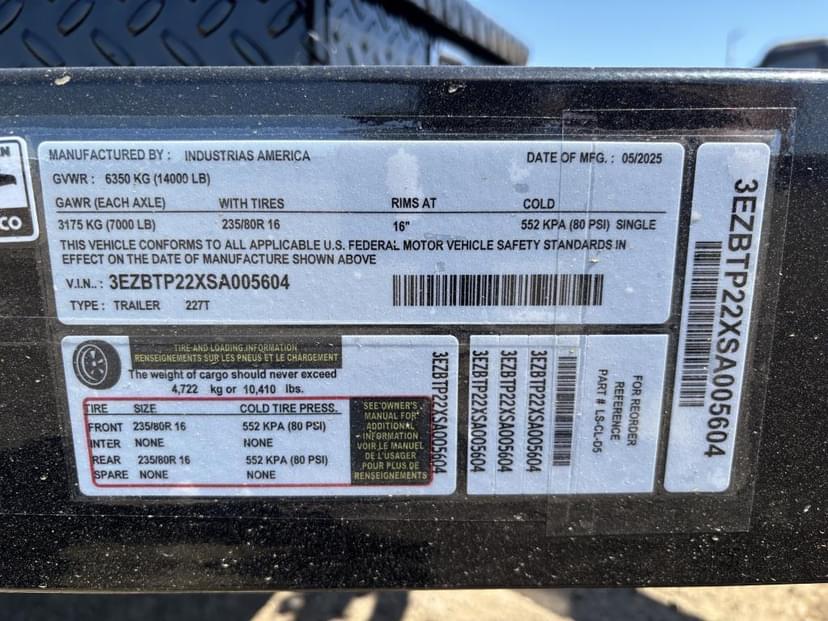 MANUFACTURED BY : INDUSTRIAS AMERICA DATE OF MFG. : 05/2025
GVWR : 6350 KG (14000 LB)
GAWR (EACH AXLE) WITH TIRES RIMS AT COLD
3175 KG (7000 LB) 235/80R 16 16" 552 KPA (80 PSI) SINGLE
THIS VEHICLE CONFORMS TO ALL APPLICABLE U.S. FEDERAL MOTOR VEHICLE SAFETY STANDARDS IN
EFFECT ON THE DATE OF MANUFACTURE SHOWN ABOVE
V.I.N.. : 3EZBTP22XSA005604
TYPE : TRAILER 227T
3EZBTP22XSA005604
TIRE AND LOADING INFORMATION
RENSEIGNEMENTS SUR LES PNEUS ET LE CHARGEMENT
The weight of cargo should never exceed
4,722 kg or 10,410 lbs.
TIRE SIZE COLD TIRE PRESS.
FRONT 235/80R 16 552 KPA (80 PSI)
INTER NONE NONE
REAR 235/80R 16 552 KPA (80 PSI)
SPARE NONE NONE
SEE OWNER'S
MANUAL FOR
ADDITIONAL
INFORMATION
VOIR LE MANUEL
DE L'USAGER
POUR PLUS DE
RENSEIGNEMENTS
3EZBTP22XSA005604
3EZBTP22XSA005604
3EZBTP22XSA005604
3EZBTP22XSA005604
FOR REORDER
REFERENCE
PART # LS-CL-05